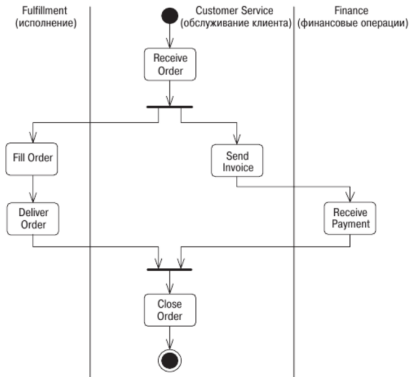 Fulfillment
(исполнение)
Customer Service
(обслуживание клиента)
Finance
(финансовые операции)
Receive
Order
Fill Order
Send
Invoice
Deliver
Order
Receive
Payment
Close
Order